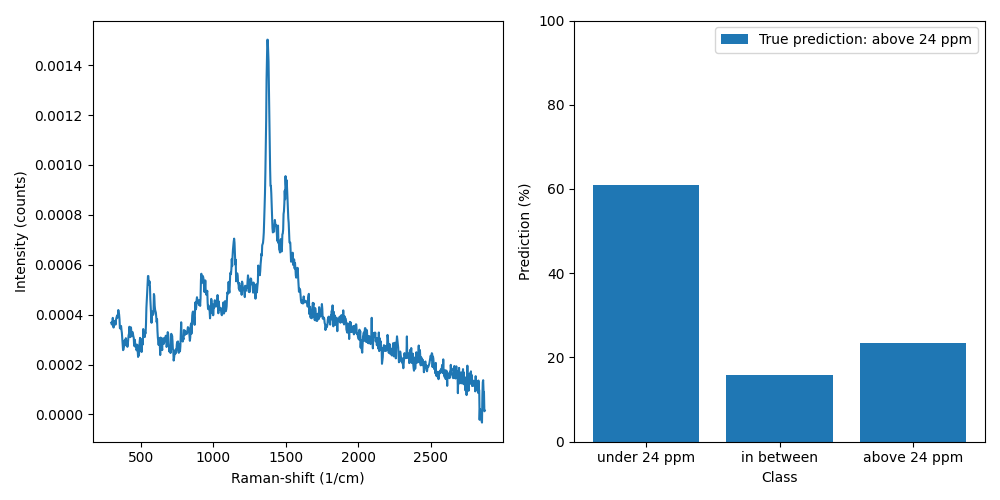 0.0014
0.0012
0.0010
0.0008
0.0006
0.0004
0.0002
0.0000
Intensity (counts)
500 1000 1500 2000 2500
Raman-shift (1/cm)
100
80
60
40
20
0
Prediction (%)
True prediction: above 24 ppm
under 24 ppm in between above 24 ppm
Class